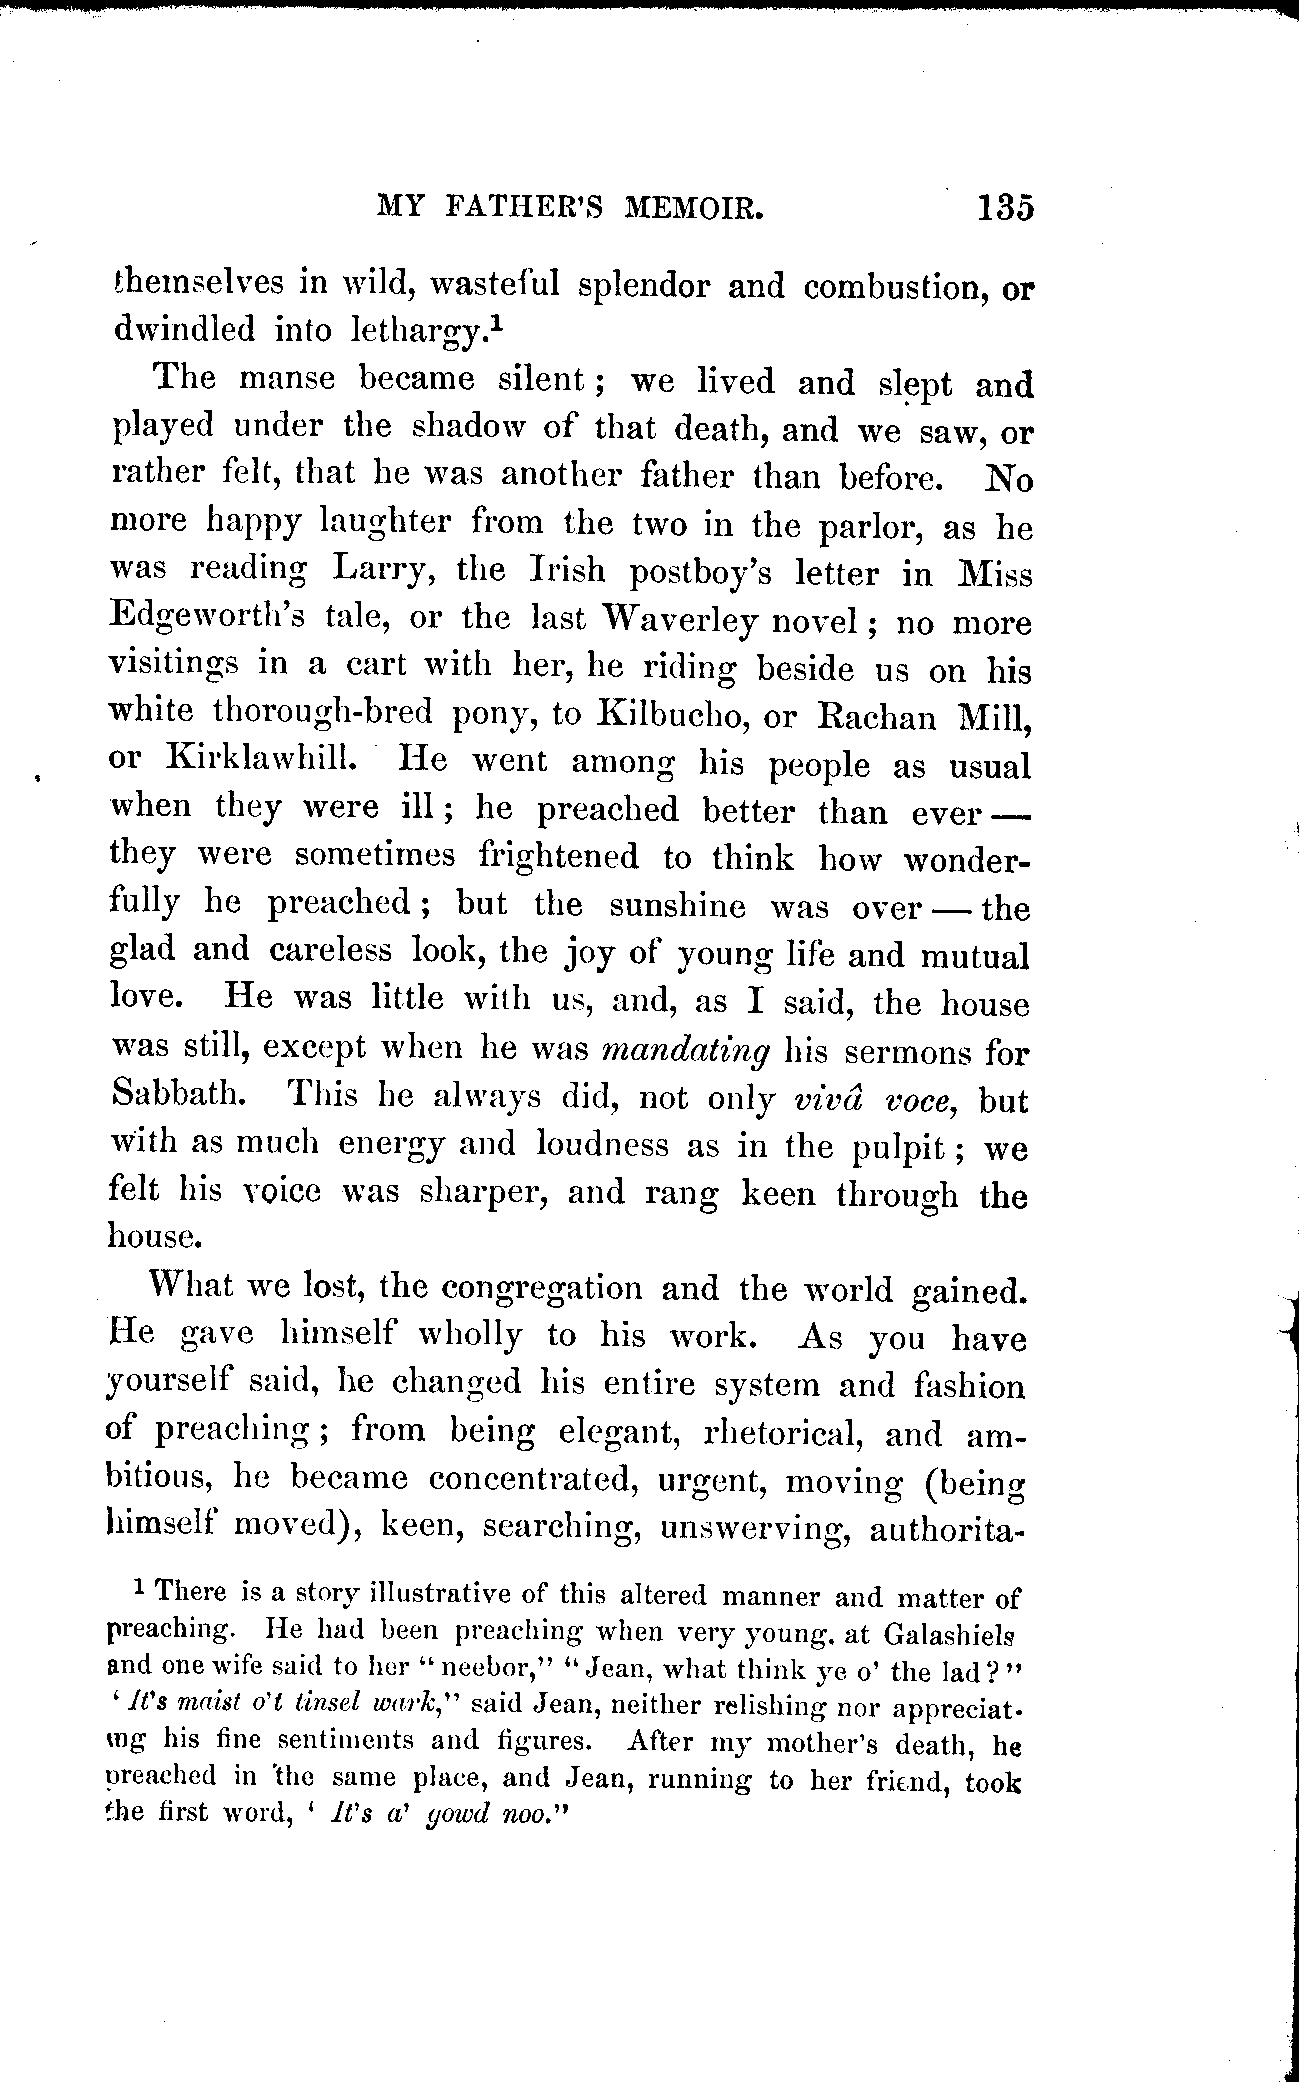 MY FATHER'S MEMOIR. 135
themselves in wild, wasteful splendor and combustion, or
dwindled into lethargy.¹
The manse became silent; we lived and slept and
played under the shadow of that death, and we saw, or
rather felt, that he was another father than before. No
more happy laughter from the two in the parlor, as he
was reading Larry, the Irish postboy's letter in Miss
Edgeworth's tale, or the last Waverley novel; no more
visitings in a cart with her, he riding beside us on his
white thorough-bred pony, to Kilbucho, or Rachan Mill,
or Kirklawhill. He went among his people as usual
when they were ill; he preached better than ever —
they were sometimes frightened to think how wonder-
fully he preached; but the sunshine was over — the
glad and careless look, the joy of young life and mutual
love. He was little with us, and, as I said, the house
was still, except when he was mandating his sermons for
Sabbath. This he always did, not only vivâ voce, but
with as much energy and loudness as in the pulpit; we
felt his voice was sharper, and rang keen through the
house.
What we lost, the congregation and the world gained.
He gave himself wholly to his work. As you have
yourself said, he changed his entire system and fashion
of preaching; from being elegant, rhetorical, and am-
bitious, he became concentrated, urgent, moving (being
himself moved), keen, searching, unswerving, authorita-
¹ There is a story illustrative of this altered manner and matter of
preaching. He had been preaching when very young. at Galashiels
and one wife said to her "neebor," "Jean, what think ye o' the lad?"
'It's maist o't tinsel wark," said Jean, neither relishing nor appreciat-
ing his fine sentiments and figures. After my mother's death, he
preached in the same place, and Jean, running to her friend, took
the first word, ' It's a' gowd noo."